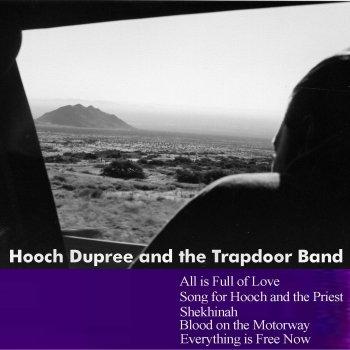 Hooch Dupree and the Trapdoor Band
All is Full of Love
Song for Hooch and the Priest
Shekhinah
Blood on the Motorway
Everything is Free Now